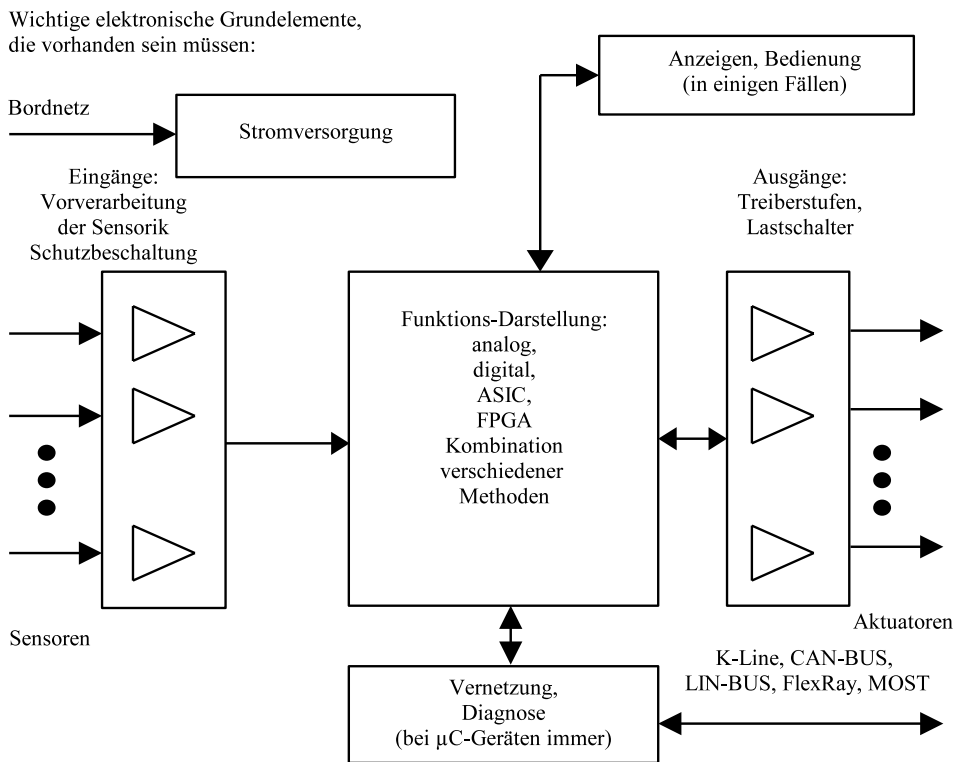 Wichtige elektronische Grundelemente,
die vorhanden sein müssen:
Anzeigen, Bedienung
(in einigen Fällen)
Bordnetz
Stromversorgung
Eingänge:
Vorverarbeitung
der Sensorik
Schutzbeschaltung
Ausgänge:
Treiberstufen,
Lastschalter
Funktions-Darstellung:
analog,
digital,
ASIC,
FPGA
Kombination
verschiedener
Methoden
Sensoren
Aktuatoren
K-Line, CAN-BUS,
LIN-BUS, FlexRay, MOST
Vernetzung,
Diagnose
(bei µC-Geräten immer)